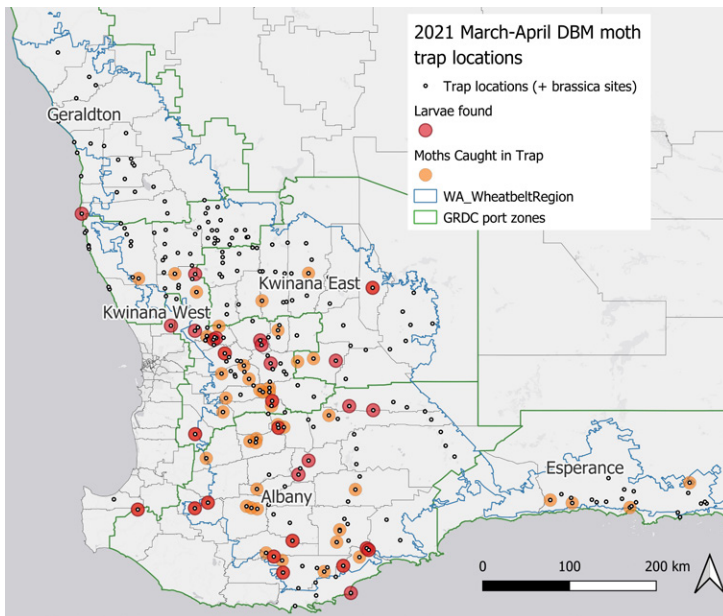 2021 March-April DBM moth
trap locations
Trap locations (+ brassica sites)
Larvae found
Moths Caught in Trap
WA_WheatbeltRegion
GRDC port zones
Geraldton
Kwinana East
Kwinana West
Esperance
Albany
0 100 200 km